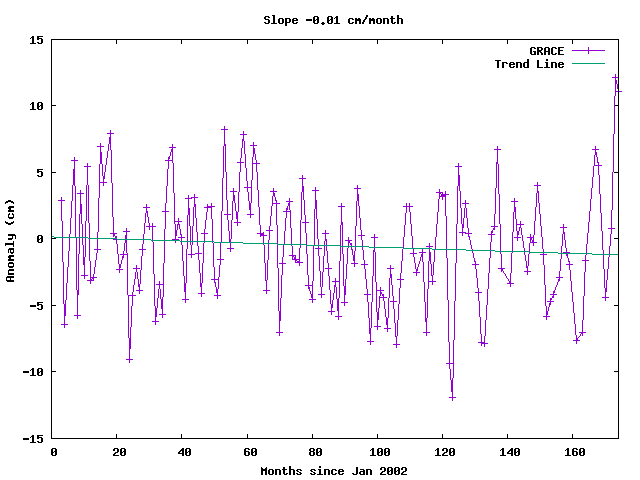 Slope -0.01 cm/month
15
10
5
0
-5
-10
-15
Anomaly (cm)
GRACE
Trend Line
0 20 40 60 80 100 120 140 160
Months since Jan 2002